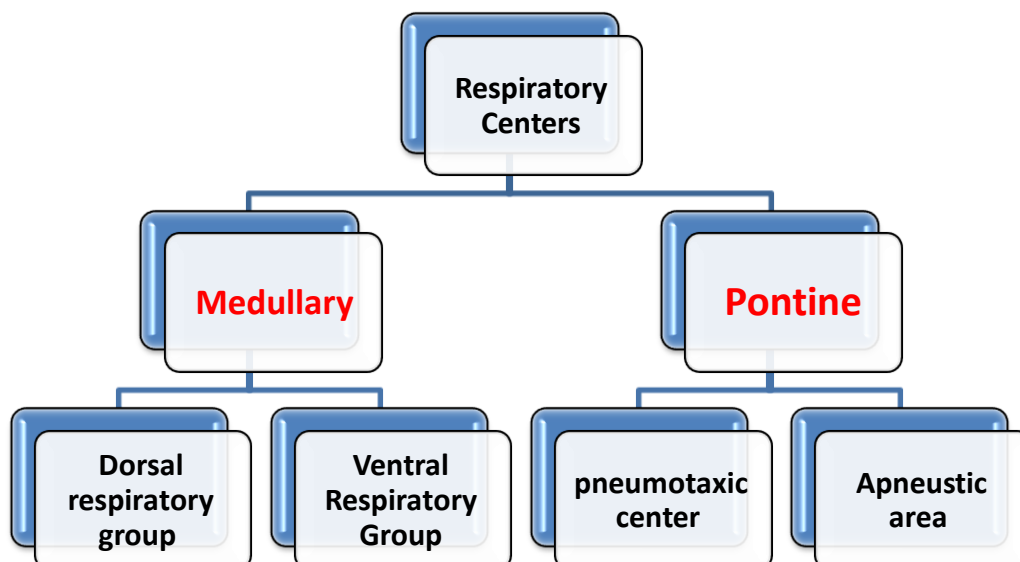 Respiratory
Centers
Medullary
Pontine
Dorsal
respiratory
group
Ventral
Respiratory
Group
pneumotaxic
center
Apneustic
area